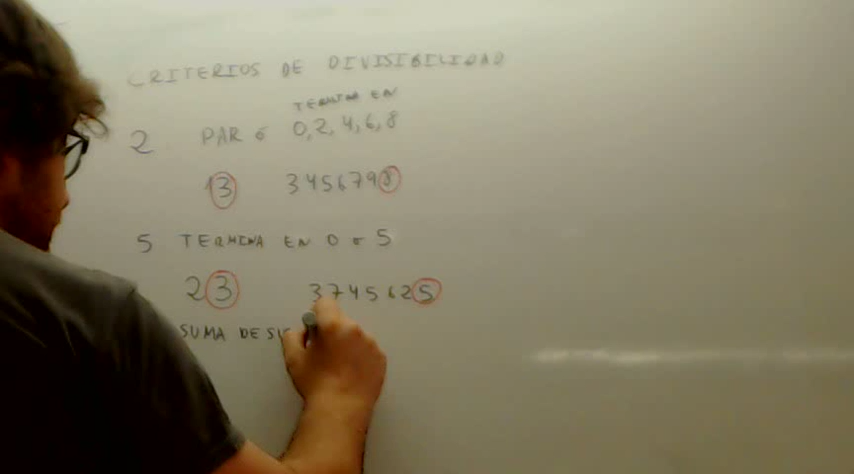 CRITERIOS DE DIVISIBILIDAD
TERMINA EN
2 PAR ó 0, 2, 4, 6, 8
13 3456798
5 TERMINA EN 0 o 5
23 3745625
SUMA DE SUS